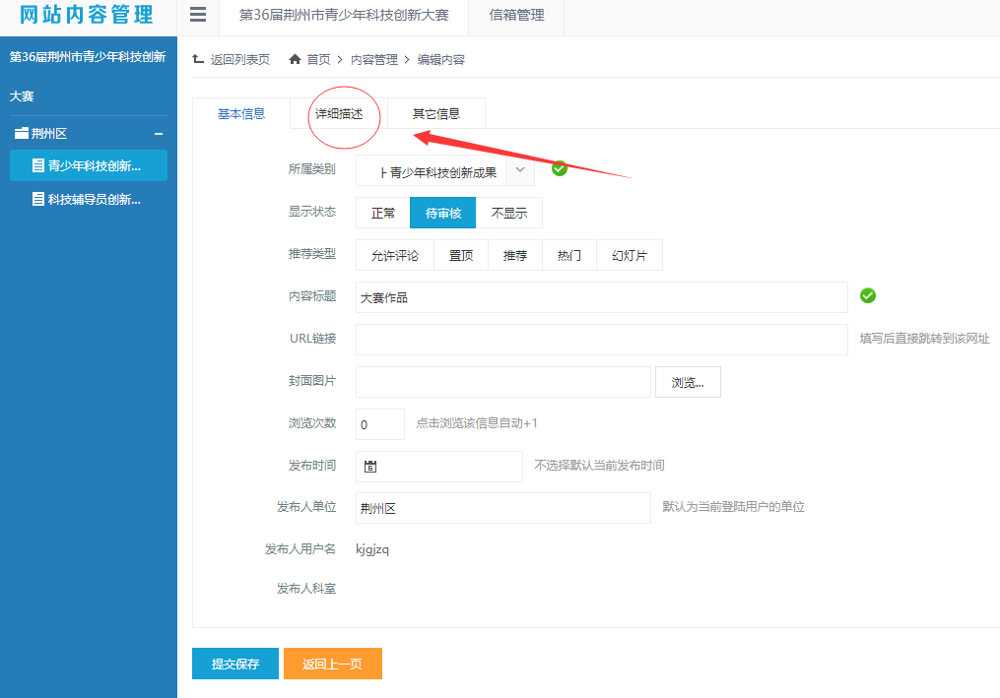 网站内容管理
第36届荆州市青少年科技创新大赛
信箱管理
第36届荆州市青少年科技创新
大赛
荆州区
青少年科技创新...
科技辅导员创新...
返回列表页 首页 > 内容管理 > 编辑内容
基本信息 详细描述 其它信息
所属类别 ├ 青少年科技创新成果
显示状态 正常 待审核 不显示
推荐类型 允许评论 置顶 推荐 热门 幻灯片
内容标题 大赛作品
URL链接 填写后直接跳转到该网址
封面图片 浏览...
浏览次数 0 点击浏览该信息自动+1
发布时间 不选择默认当前发布时间
发布人单位 荆州区 默认为当前登陆用户的单位
发布人用户名 kjgjzq
发布人科室
提交保存 返回上一页